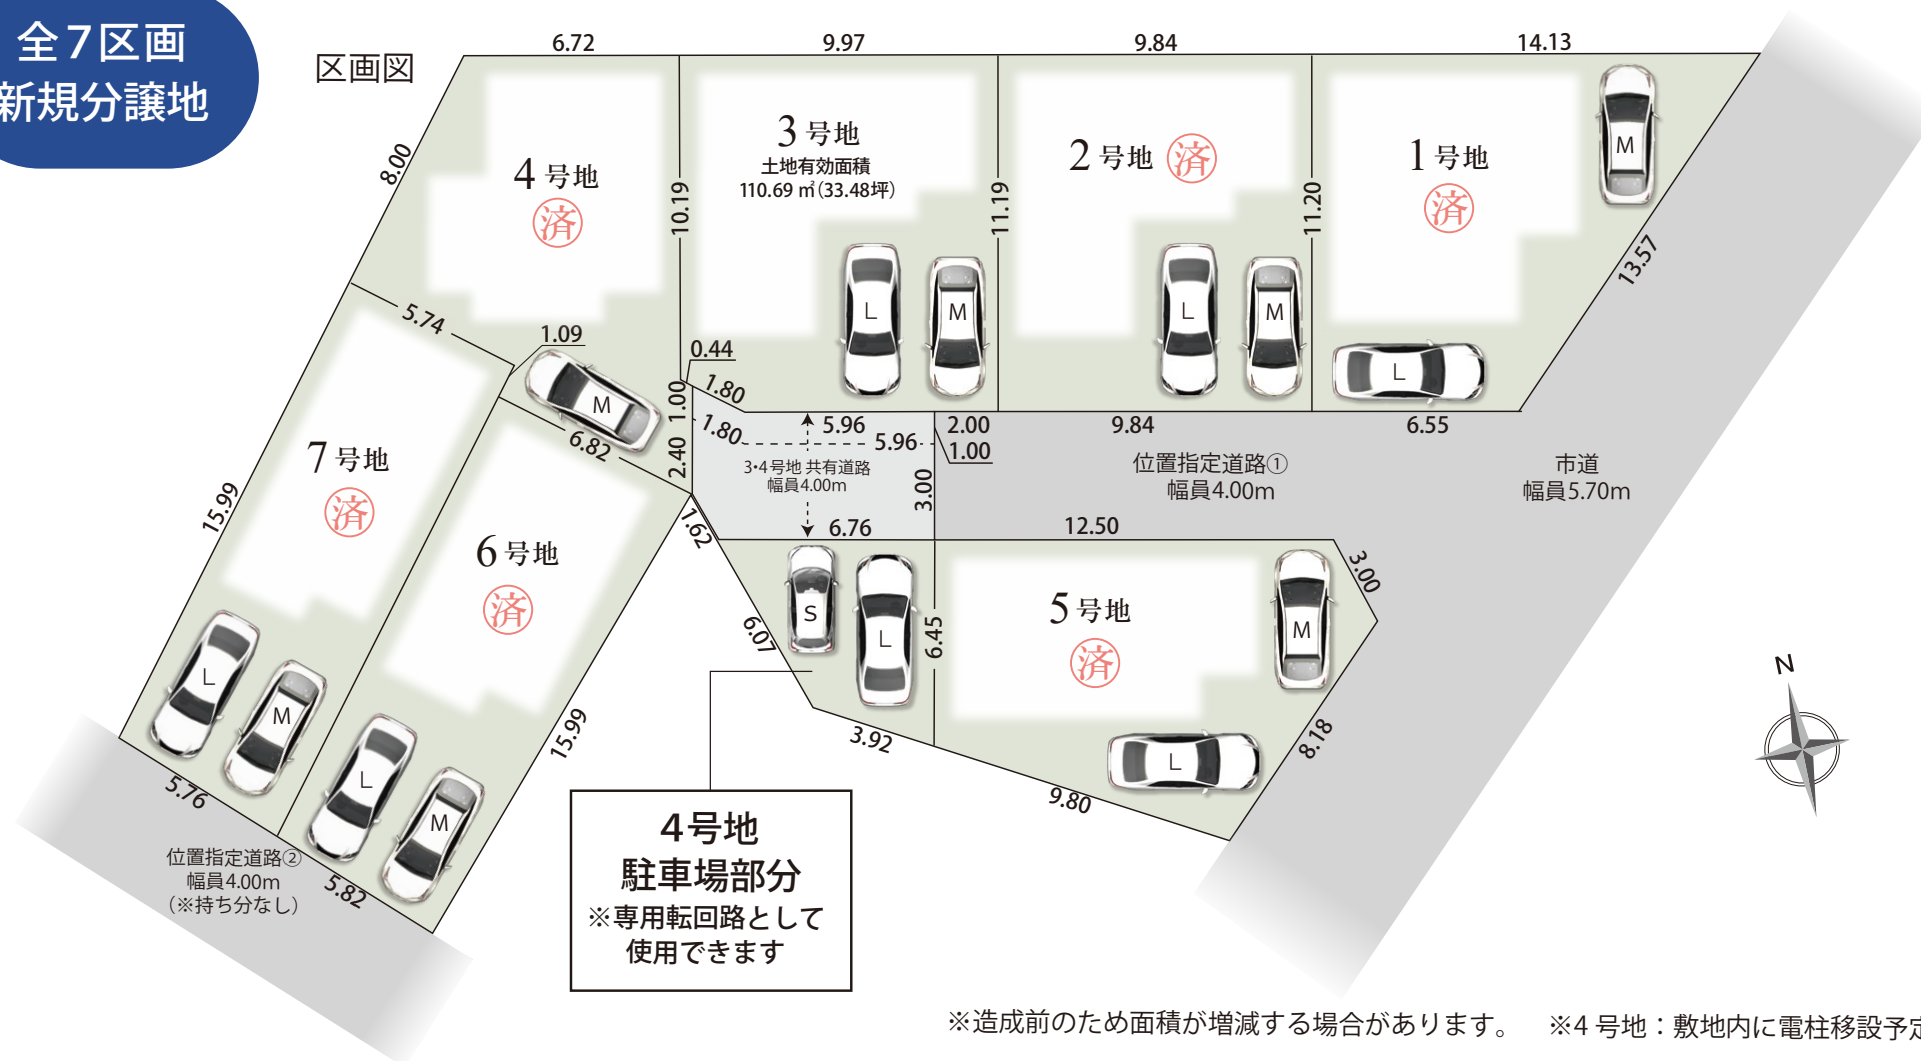 全7区画
新規分譲地
区画図
6.72
9.97
9.84
14.13
8.00
4号地
済
10.19
3号地
土地有効面積
110.69 ㎡(33.48坪)
11.19
2号地 済
11.20
1号地
済
M
13.57
L
M
L
M
L
5.74
1.09
0.44
1.80
1.00
M
6.82
2.40
1.80
5.96
5.96
2.00
1.00
9.84
6.55
3・4号地 共有道路
幅員4.00m
3.00
位置指定道路①
幅員4.00m
市道
幅員5.70m
7号地
済
15.99
6号地
済
1.62
6.76
12.50
3.00
S
L
6.07
6.45
5号地
済
M
L
3.92
9.80
8.18
L
M
L
M
15.99
5.76
5.82
位置指定道路②
幅員4.00m
(※持ち分なし)
4号地
駐車場部分
※専用転回路として
使用できます
N
※造成前のため面積が増減する場合があります。 ※4号地：敷地内に電柱移設予定